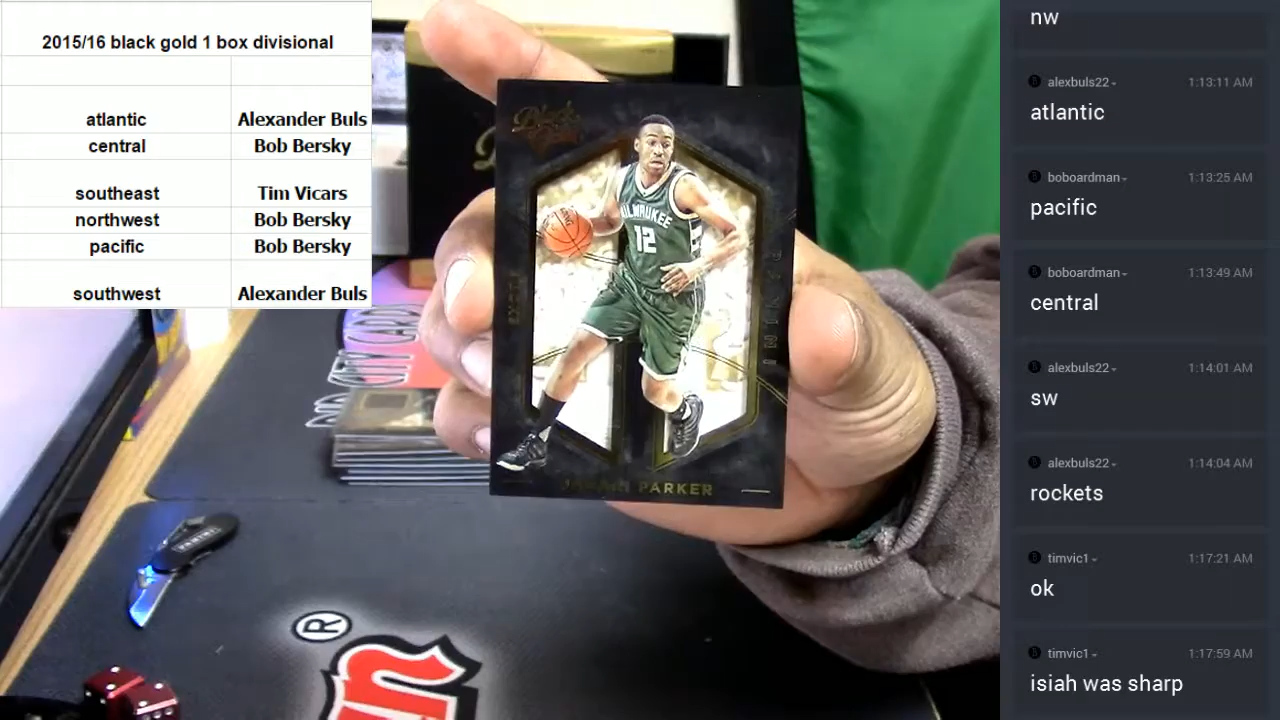 2015/16 black gold 1 box divisional
atlantic Alexander Buls
central Bob Bersky
southeast Tim Vicars
northwest Bob Bersky
pacific Bob Bersky
southwest Alexander Buls
Black
MILWAUKEE
12
PARKER
CITY CARD
®
nw
alexbuls22 1:13:11 AM
atlantic
boboardman 1:13:25 AM
pacific
boboardman 1:13:49 AM
central
alexbuls22 1:14:01 AM
sw
alexbuls22 1:14:04 AM
rockets
timvic1 1:17:21 AM
ok
timvic1 1:17:59 AM
isiah was sharp